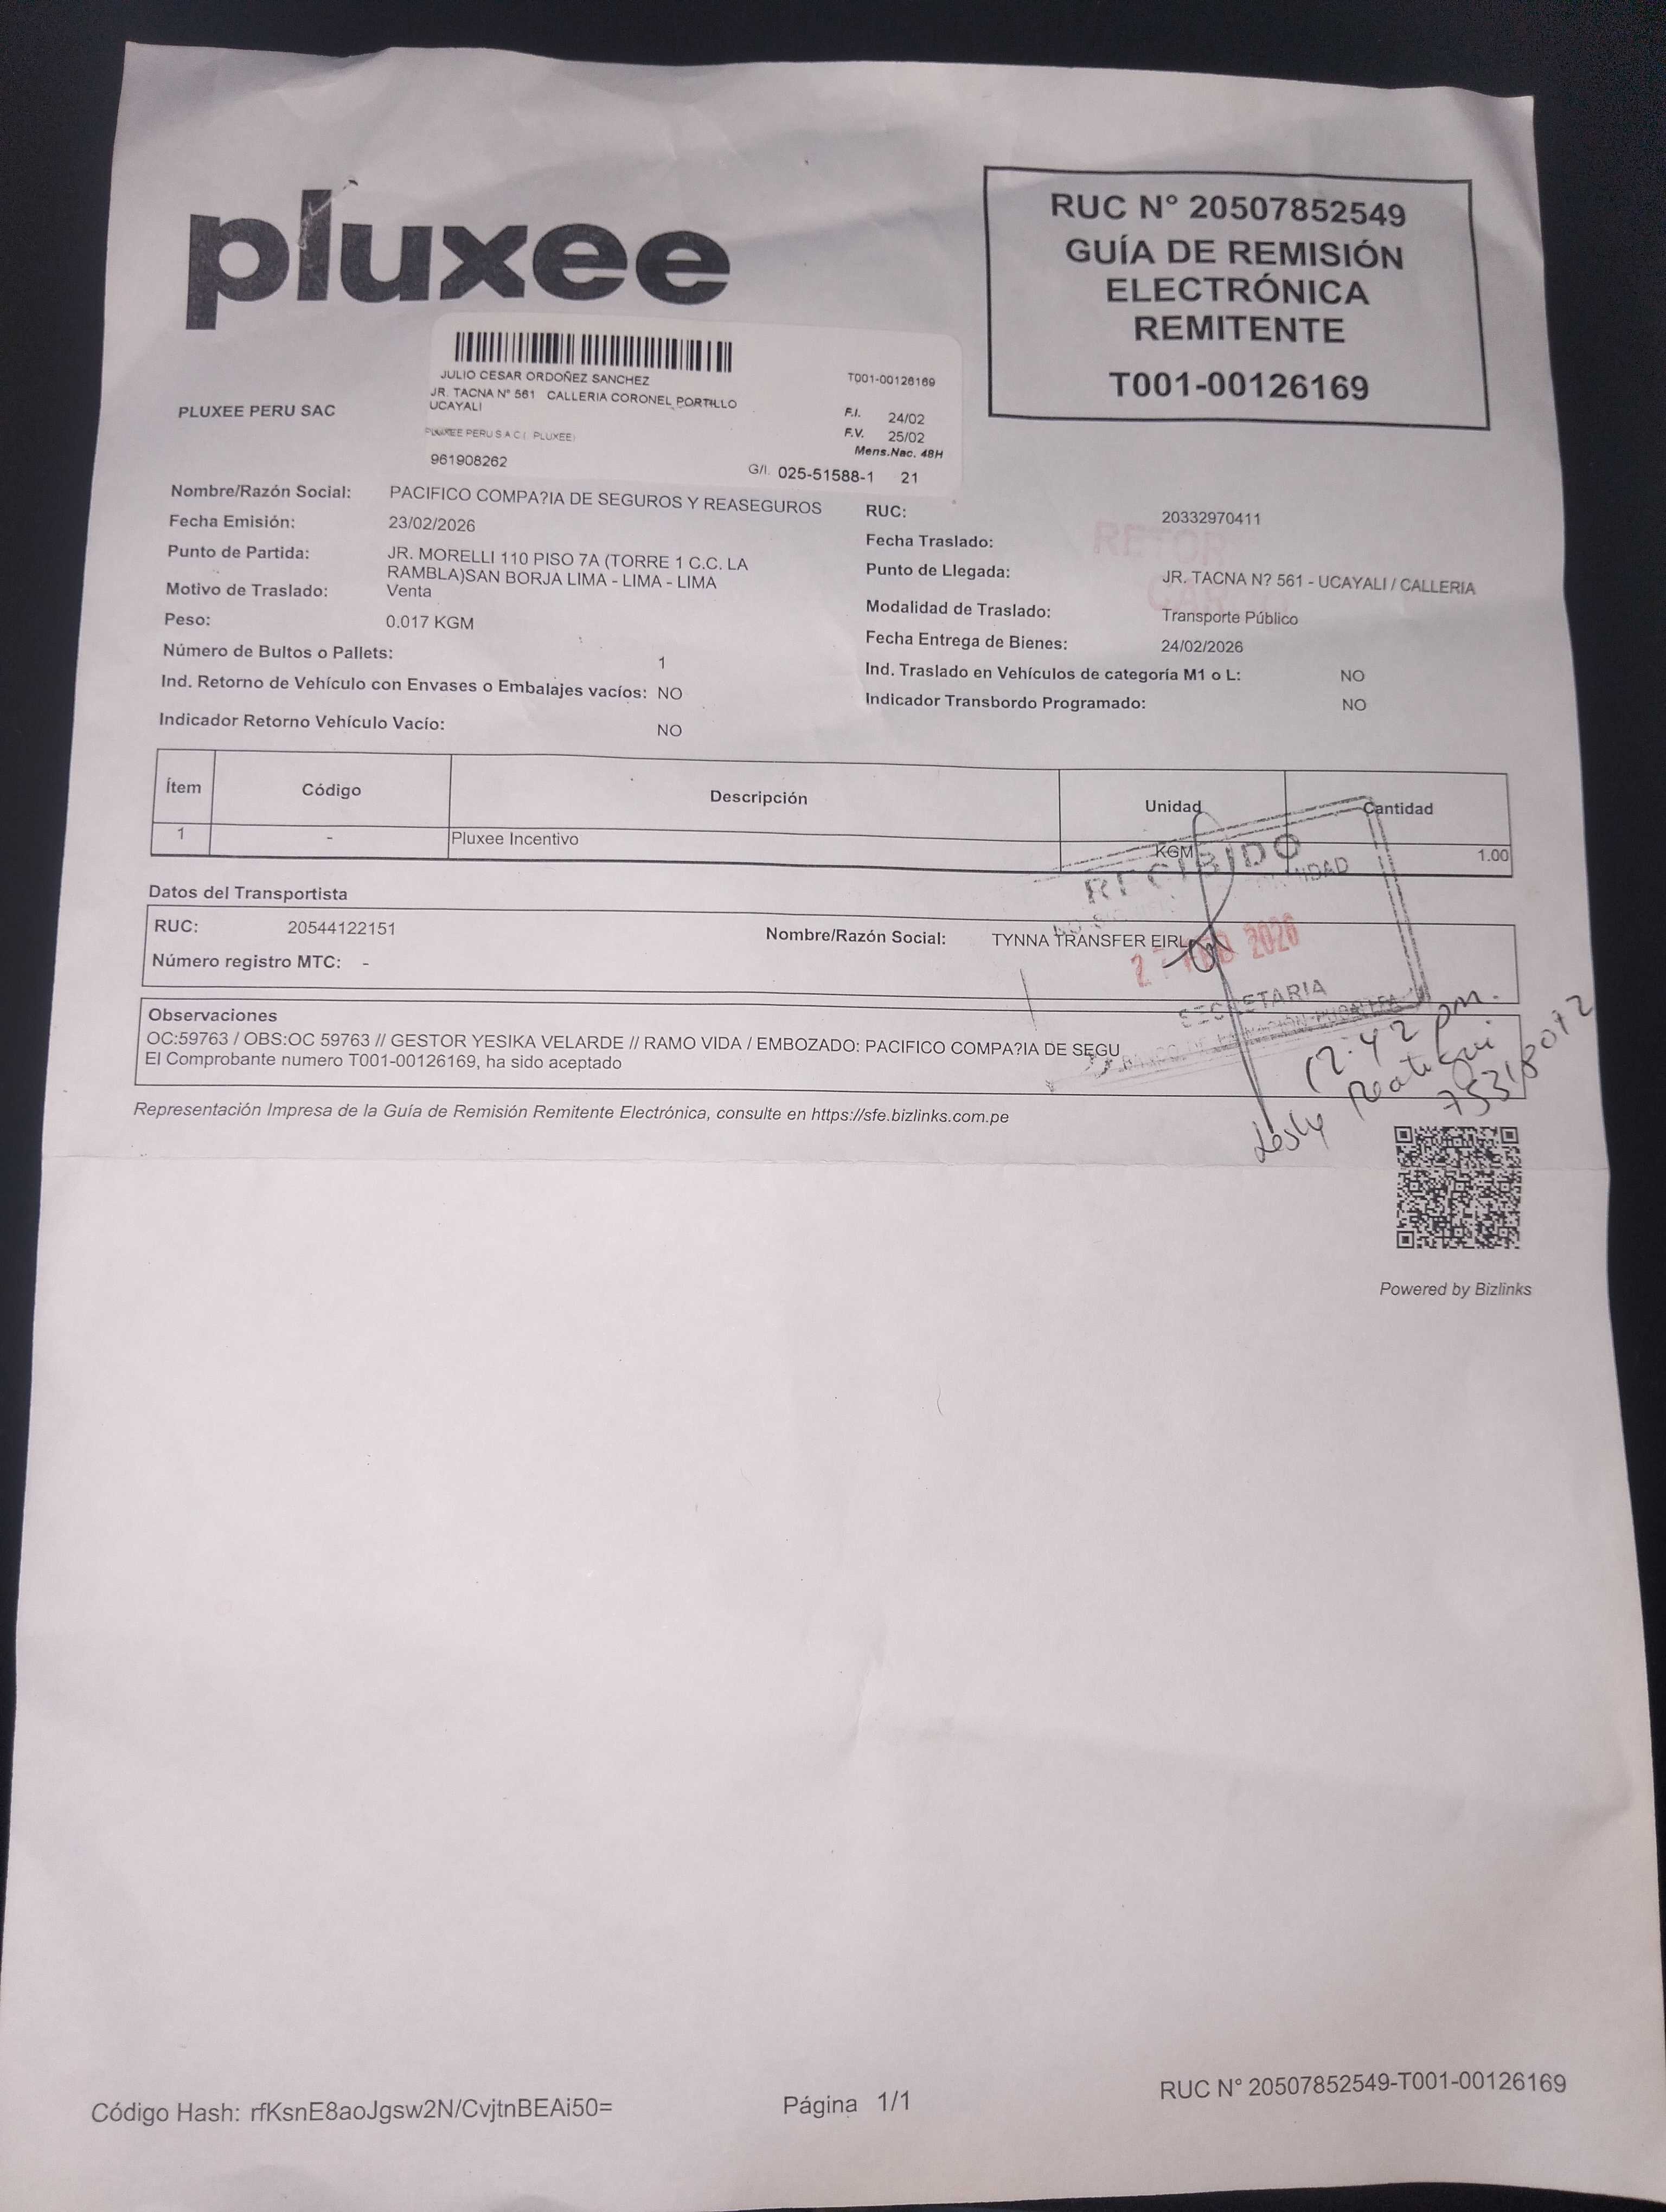 pluxee
RUC N° 20507852549
GUÍA DE REMISIÓN
ELECTRÓNICA
REMITENTE
T001-00126169
PLUXEE PERU SAC
JULIO CESAR ORDOÑEZ SANCHEZ
T001-00126169
JR. TACNA N° 561 CALLERIA CORONEL PORTILLO
UCAYALI
F.I. 24/02
PLUXEE PERU S A C ( PLUXEE)
F.V. 25/02
Mens.Nac. 48H
961908262
G/I. 025-51588-1 21
Nombre/Razón Social: PACIFICO COMPA?IA DE SEGUROS Y REASEGUROS
RUC: 20332970411
Fecha Emisión: 23/02/2026
Fecha Traslado:
Punto de Partida: JR. MORELLI 110 PISO 7A (TORRE 1 C.C. LA
RAMBLA)SAN BORJA LIMA - LIMA - LIMA
Punto de Llegada: JR. TACNA N? 561 - UCAYALI / CALLERIA
Motivo de Traslado: Venta
Modalidad de Traslado: Transporte Público
Peso: 0.017 KGM
Fecha Entrega de Bienes: 24/02/2026
Número de Bultos o Pallets: 1
Ind. Traslado en Vehículos de categoría M1 o L: NO
Ind. Retorno de Vehículo con Envases o Embalajes vacíos: NO
Indicador Transbordo Programado: NO
Indicador Retorno Vehículo Vacío: NO
Ítem Código Descripción Unidad Cantidad
1 - Pluxee Incentivo KGM 1.00
RECIBIDO
Datos del Transportista
RUC: 20544122151
Nombre/Razón Social: TYNNA TRANSFER EIRL
FEB 2026
Número registro MTC: -
SECRETARIA
Observaciones
OC:59763 / OBS:OC 59763 // GESTOR YESIKA VELARDE // RAMO VIDA / EMBOZADO: PACIFICO COMPA?IA DE SEGU
El Comprobante numero T001-00126169, ha sido aceptado
12:42 pm.
Lesly Reategui
75318012
Representación Impresa de la Guía de Remisión Remitente Electrónica, consulte en https://sfe.bizlinks.com.pe
Powered by Bizlinks
Código Hash: rfKsnE8aoJgsw2N/CvjtnBEAi50=
Página 1/1
RUC N° 20507852549-T001-00126169